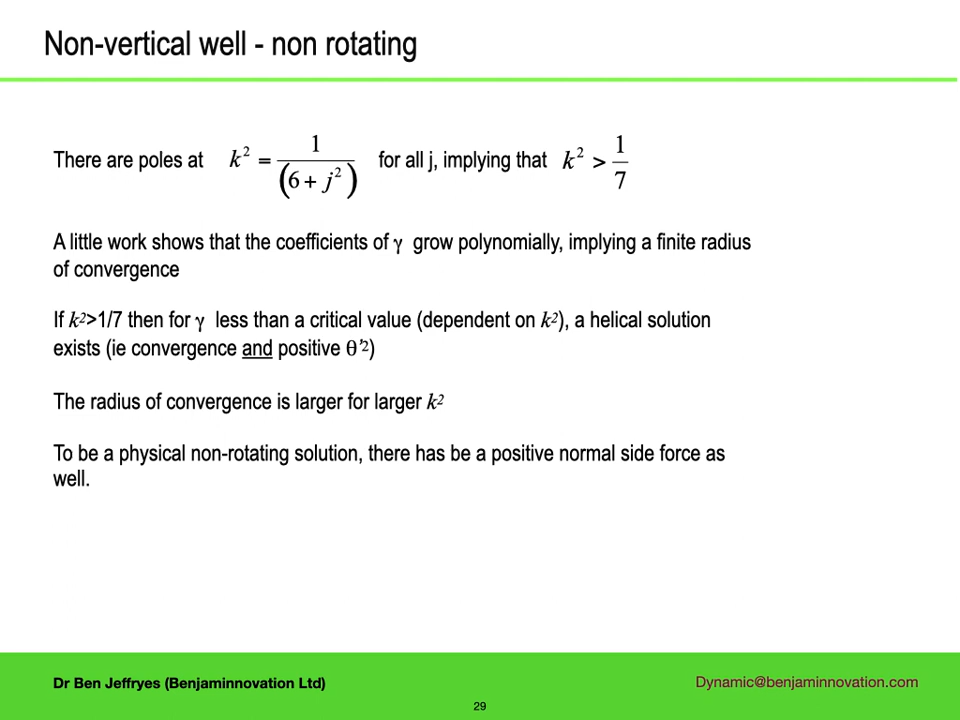 Non-vertical well - non rotating
There are poles at k² = 1/(6 + j²) for all j, implying that k² > 1/7
A little work shows that the coefficients of γ grow polynomially, implying a finite radius
of convergence
If k²>1/7 then for γ less than a critical value (dependent on k²), a helical solution
exists (ie convergence and positive θ'²)
The radius of convergence is larger for larger k²
To be a physical non-rotating solution, there has be a positive normal side force as
well.
Dr Ben Jeffryes (Benjaminnovation Ltd)
Dynamic@benjaminnovation.com
29